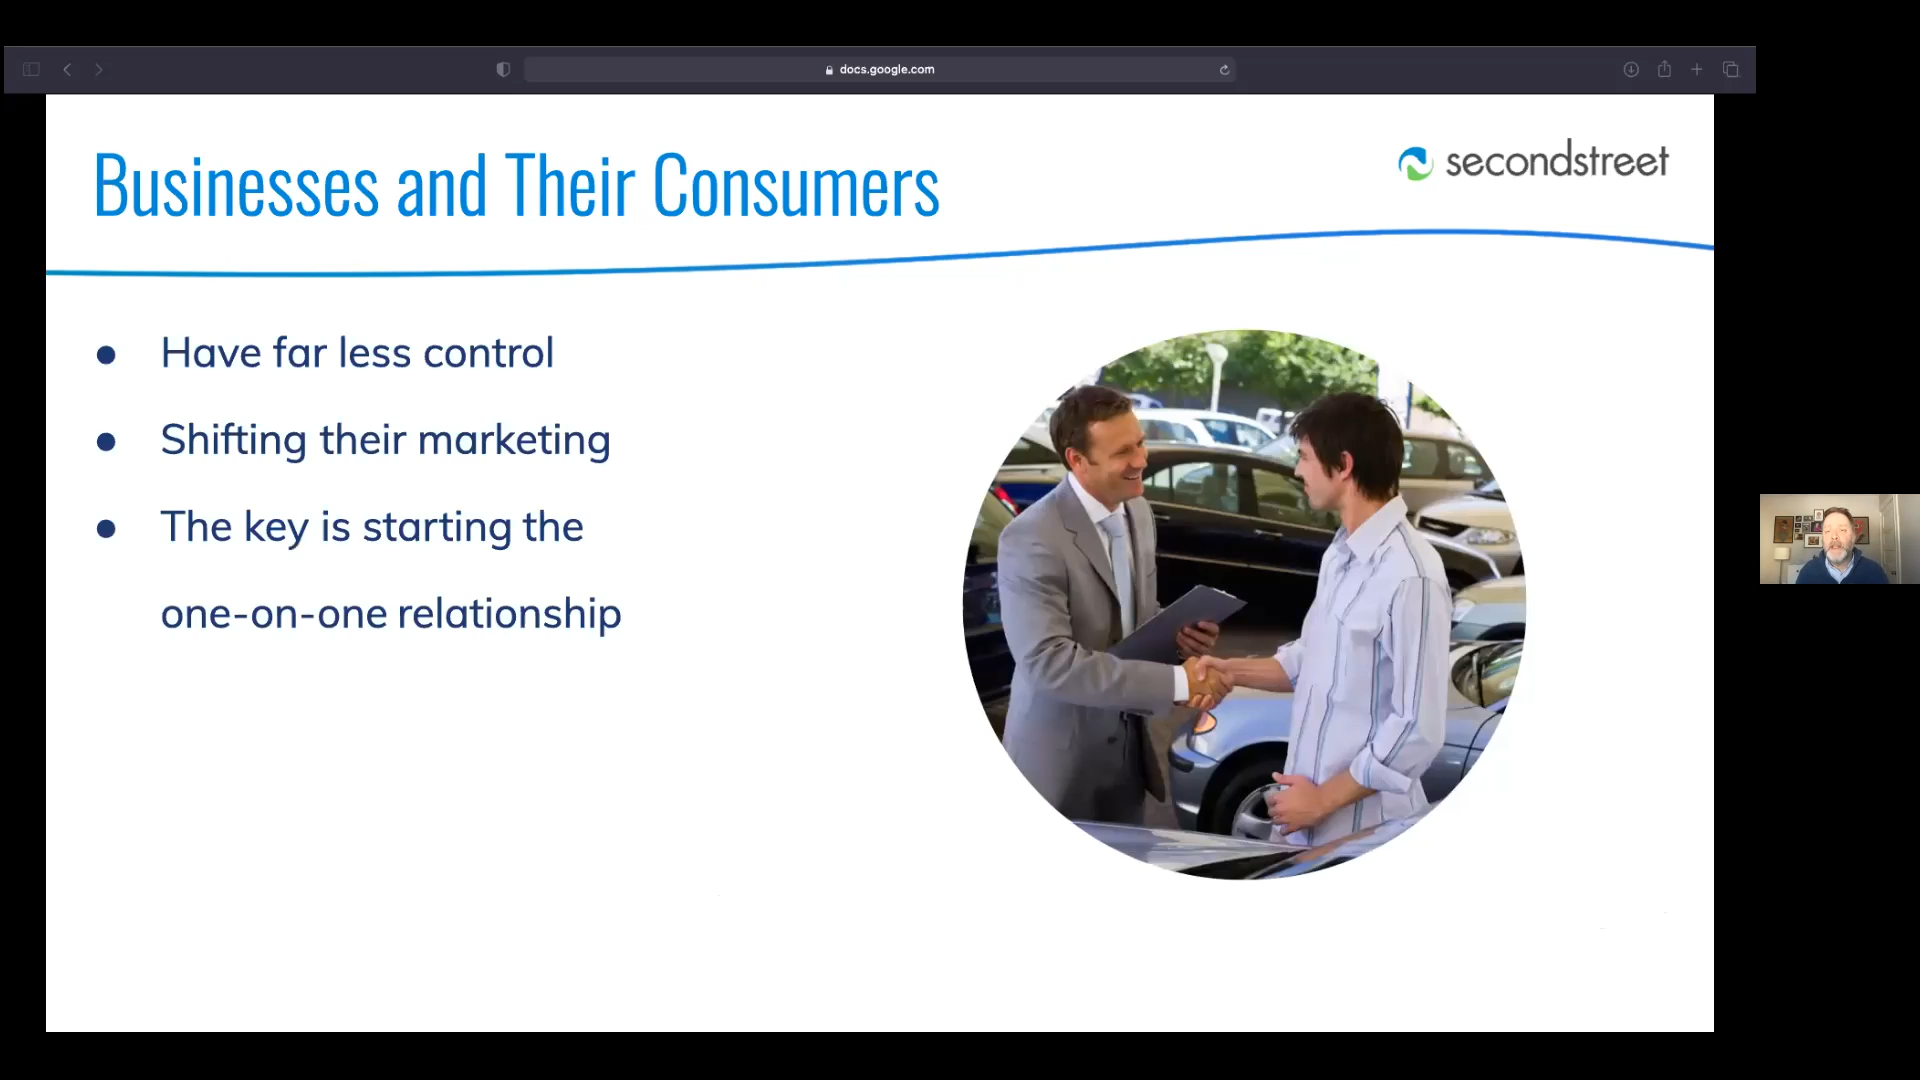 docs.google.com
Businesses and Their Consumers
secondstreet
● Have far less control
● Shifting their marketing
● The key is starting the
one-on-one relationship